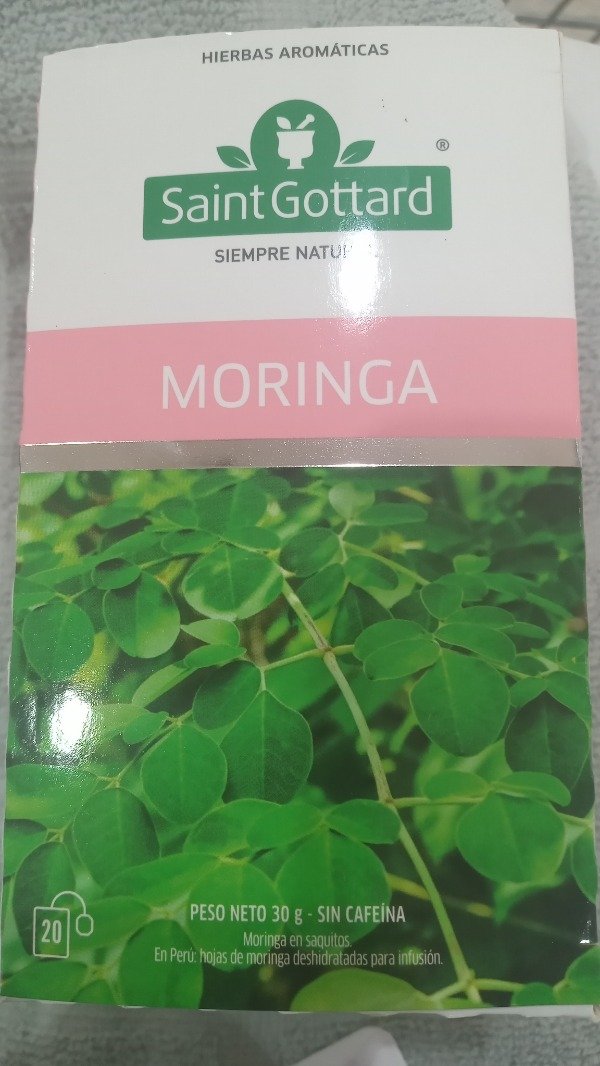 HIERBAS AROMÁTICAS
®
Saint Gottard
SIEMPRE
MORINGA
PESO NETO 30 g - SIN CAFEÍNA
20
Moringa en saquitos.
En Perú: hojas de moringa deshidratadas para infusión.